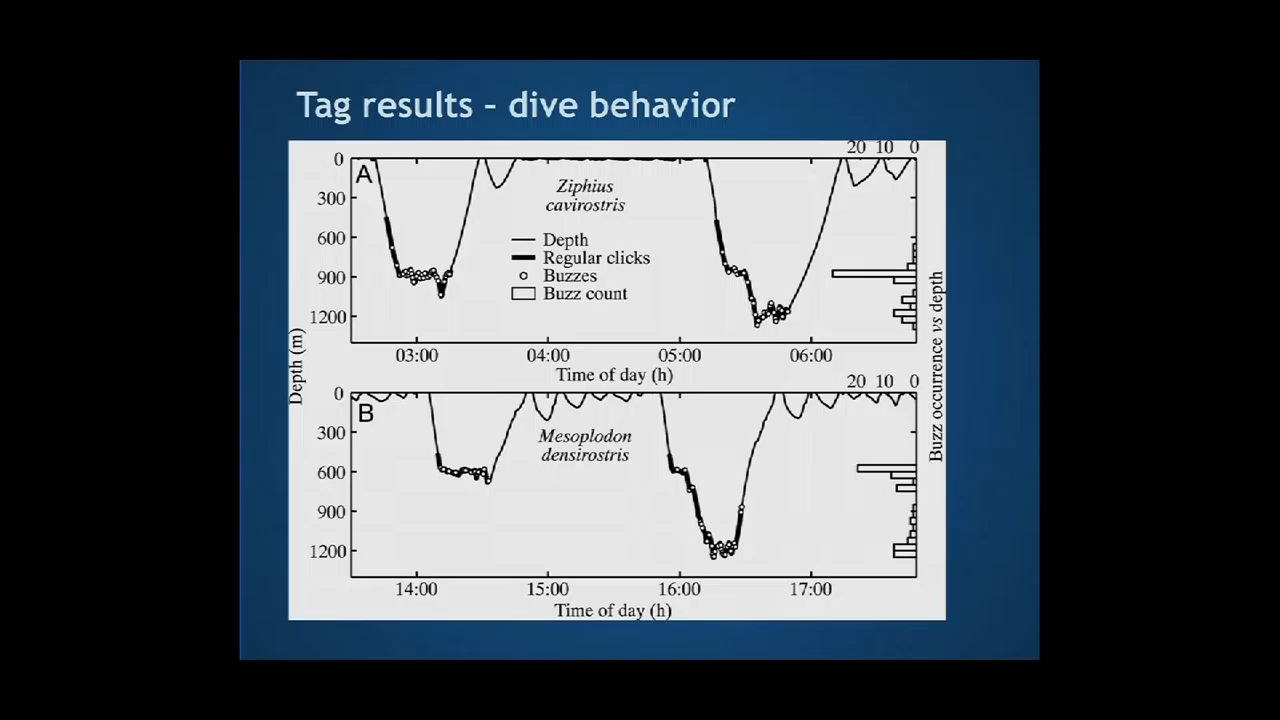 Tag results – dive behavior
20 10 0
0
A
300
600
900
1200
Ziphius
cavirostris
Depth
Regular clicks
Buzzes
Buzz count
03:00 04:00 05:00 06:00
Time of day (h)
Depth (m)
Buzz occurrence vs depth
20 10 0
0
B
300
600
900
1200
Mesoplodon
densirostris
14:00 15:00 16:00 17:00
Time of day (h)